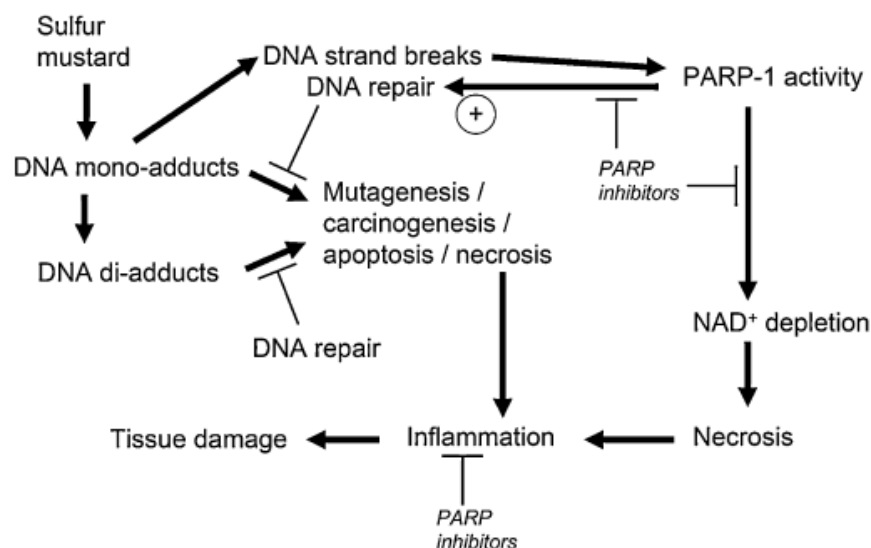 Sulfur
mustard
DNA strand breaks
DNA repair
PARP-1 activity
+
DNA mono-adducts
PARP
inhibitors
Mutagenesis /
carcinogenesis /
apoptosis / necrosis
DNA di-adducts
NAD⁺ depletion
DNA repair
Tissue damage
Inflammation
Necrosis
PARP
inhibitors